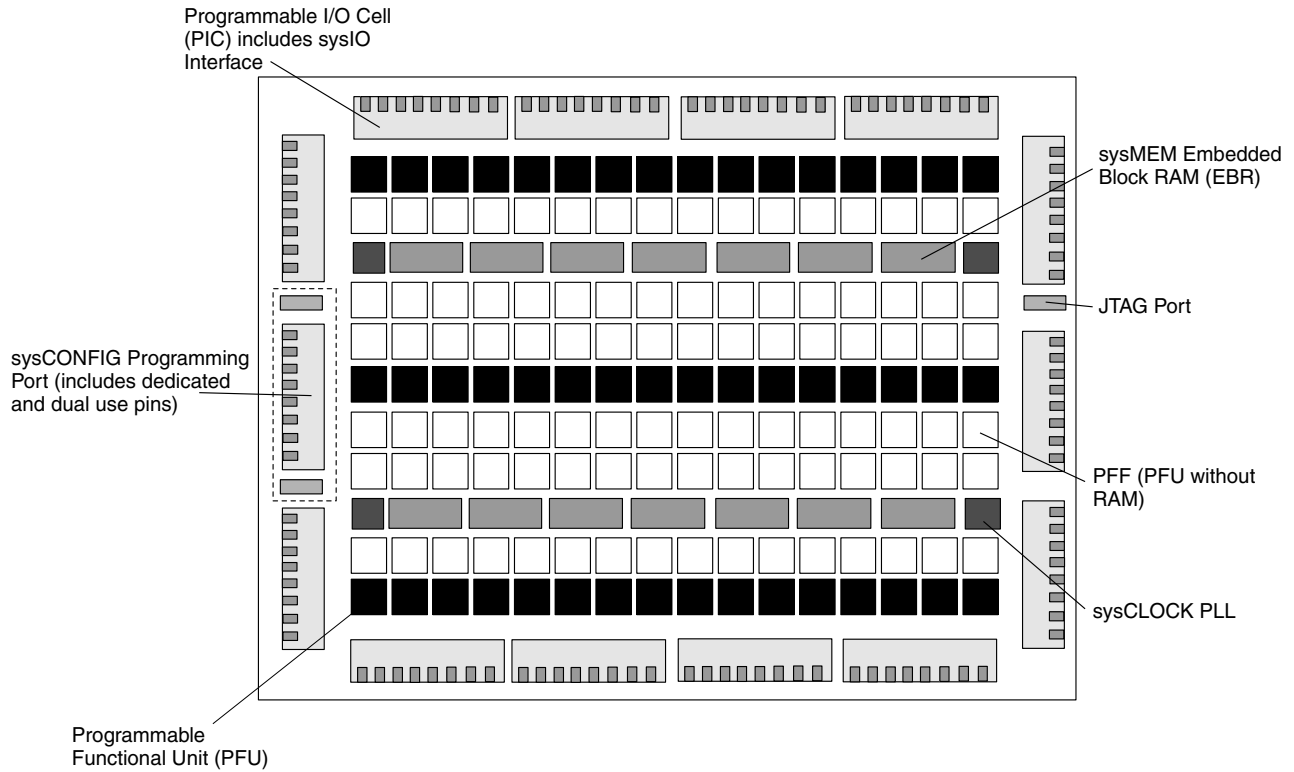 Programmable I/O Cell
(PIC) includes sysIO
Interface
sysMEM Embedded
Block RAM (EBR)
JTAG Port
sysCONFIG Programming
Port (includes dedicated
and dual use pins)
PFF (PFU without
RAM)
sysCLOCK PLL
Programmable
Functional Unit (PFU)